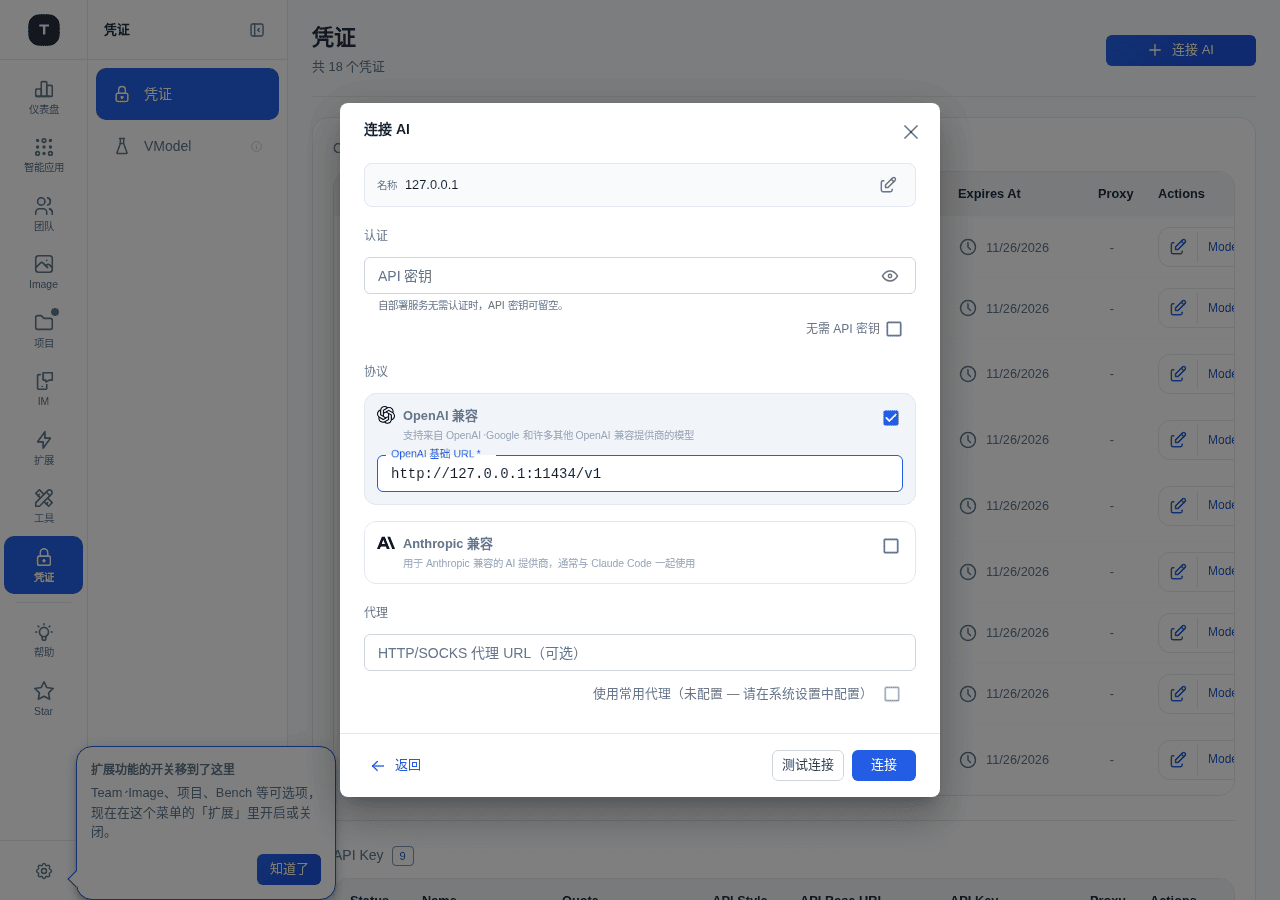 T
仪表盘
智能应用
团队
Image
项目
IM
扩展
工具
凭证
帮助
Star
凭证
凭证
VModel
凭证
共 18 个凭证
连接 AI
Expires At
Proxy
Actions
11/26/2026
-
11/26/2026
-
11/26/2026
-
11/26/2026
-
11/26/2026
-
11/26/2026
-
11/26/2026
-
11/26/2026
-
11/26/2026
-
连接 AI
名称 127.0.0.1
认证
API 密钥
自部署服务无需认证时，API 密钥可留空。
无需 API 密钥
协议
OpenAI 兼容
支持来自 OpenAI ·Google 和许多其他 OpenAI 兼容提供商的模型
OpenAI 基础 URL *
http://127.0.0.1:11434/v1
Anthropic 兼容
用于 Anthropic 兼容的 AI 提供商，通常与 Claude Code 一起使用
代理
HTTP/SOCKS 代理 URL（可选）
使用常用代理（未配置 — 请在系统设置中配置）
返回
测试连接
连接
扩展功能的开关移到了这里
Team ·Image、项目、Bench 等可选项，
现在在这个菜单的「扩展」里开启或关
闭。
知道了
API Key 9
Status
Name
Quota
API Style
API Base URL
API Key
Proxy
Actions